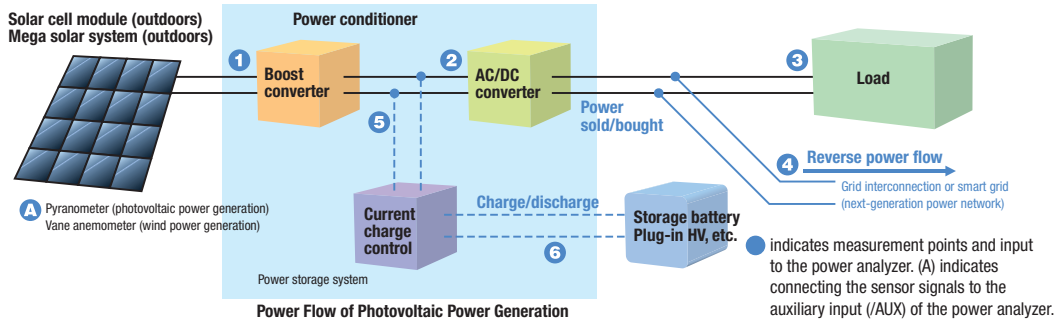 Solar cell module (outdoors)
Mega solar system (outdoors)
Power conditioner
1
Boost
converter
2
AC/DC
converter
3
Load
5
Power
sold/bought
4
Reverse power flow
Grid interconnection or smart grid
(next-generation power network)
A Pyranometer (photovoltaic power generation)
Vane anemometer (wind power generation)
Current
charge
control
Charge/discharge
6
Storage battery
Plug-in HV, etc.
Power storage system
indicates measurement points and input
to the power analyzer. (A) indicates
connecting the sensor signals to the
auxiliary input (/AUX) of the power analyzer.
Power Flow of Photovoltaic Power Generation